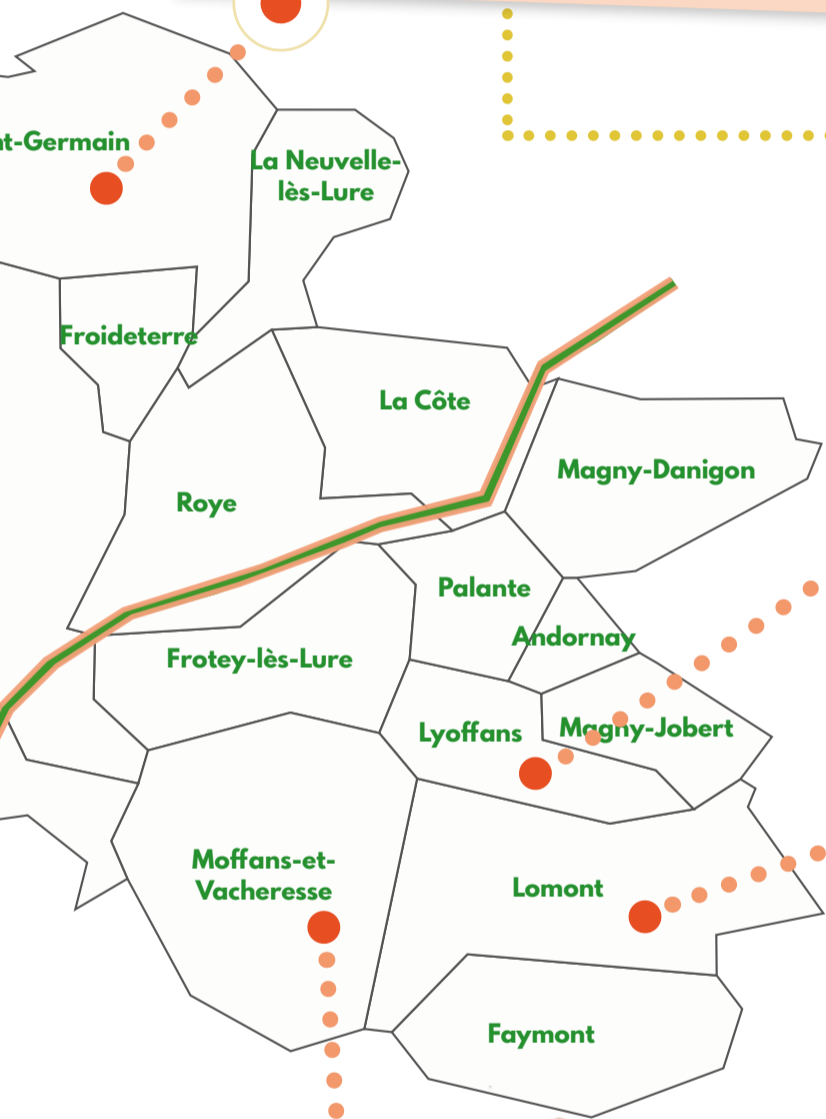 nt-Germain
La Neuvelle-
lès-Lure
Froideterre
La Côte
Magny-Danigon
Roye
Palante
Andornay
Frotey-lès-Lure
Lyoffans
Magny-Jobert
Moffans-et-
Vacheresse
Lomont
Faymont